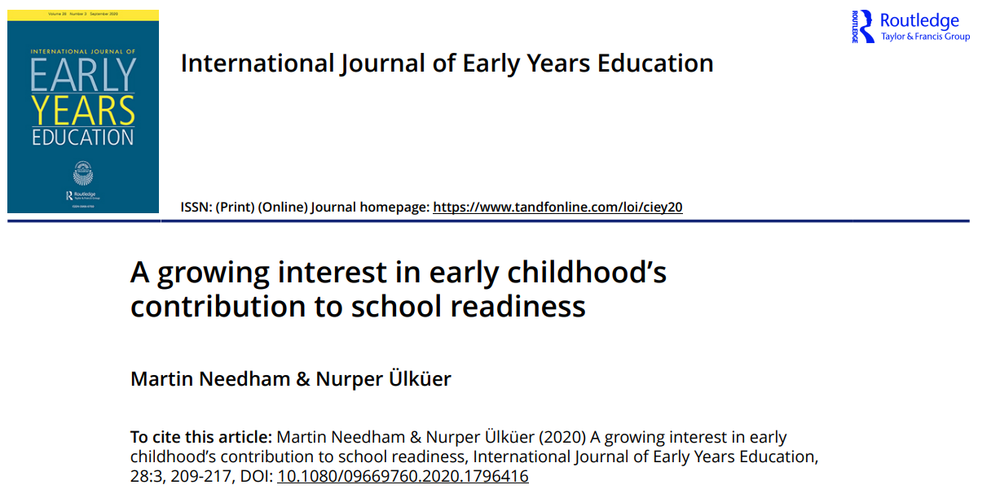 Volume 28 Number 3 September 2020
INTERNATIONAL JOURNAL OF
EARLY
YEARS
EDUCATION
Routledge
Taylor & Francis Group
International Journal of Early Years Education
ROUTLEDGE
Routledge
Taylor & Francis Group
ISSN: (Print) (Online) Journal homepage: https://www.tandfonline.com/loi/ciey20
A growing interest in early childhood’s
contribution to school readiness
Martin Needham & Nurper Ülküer
To cite this article: Martin Needham & Nurper Ülküer (2020) A growing interest in early
childhood’s contribution to school readiness, International Journal of Early Years Education,
28:3, 209-217, DOI: 10.1080/09669760.2020.1796416